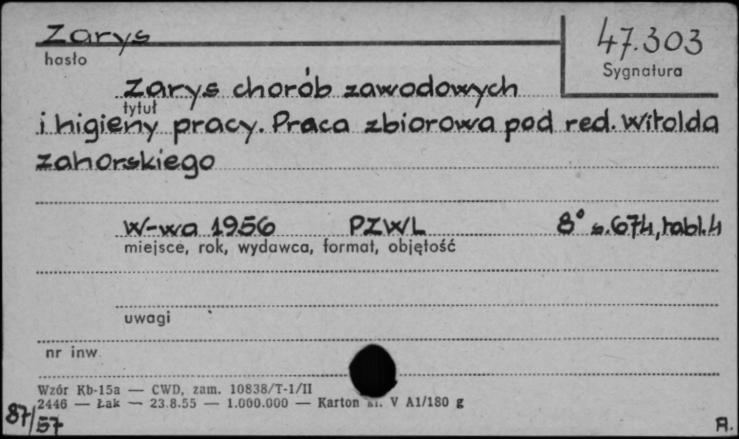 Zarys
47.303
hasło
Sygnatura
Zarys chorób zawodowych
tytuł
i higieny pracy. Praca zbiorowa pod red. Witolda
Zahorskiego
W-wa 1956 PZWL 8° s. 674, tabl. 4
miejsce, rok, wydawca, format, objętość
uwagi
nr inw
Wzór Kb-15a — CWD, zam. 10838/T-1/II
2446 — Łak — 23.8.55 — 1.000.000 — Karton kl. V A1/180 g
87/57
A.